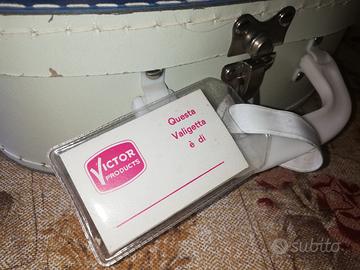 VICTOR
PRODUCTS
Questa
Valigetta
è di
subito